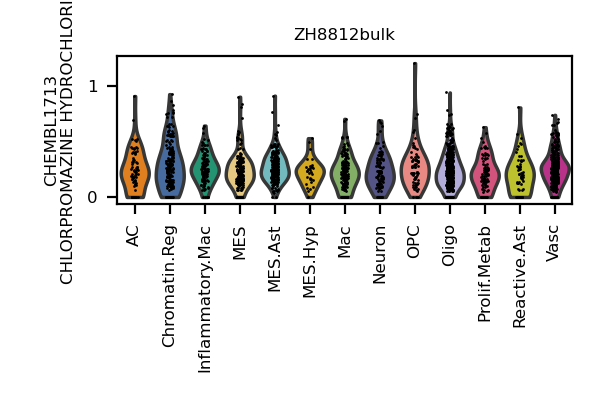 ZH8812bulk
CHEMBL1713
CHLORPROMAZINE HYDROCHLORI
1
0
AC
Chromatin.Reg
Inflammatory.Mac
MES
MES.Ast
MES.Hyp
Mac
Neuron
OPC
Oligo
Prolif.Metab
Reactive.Ast
Vasc